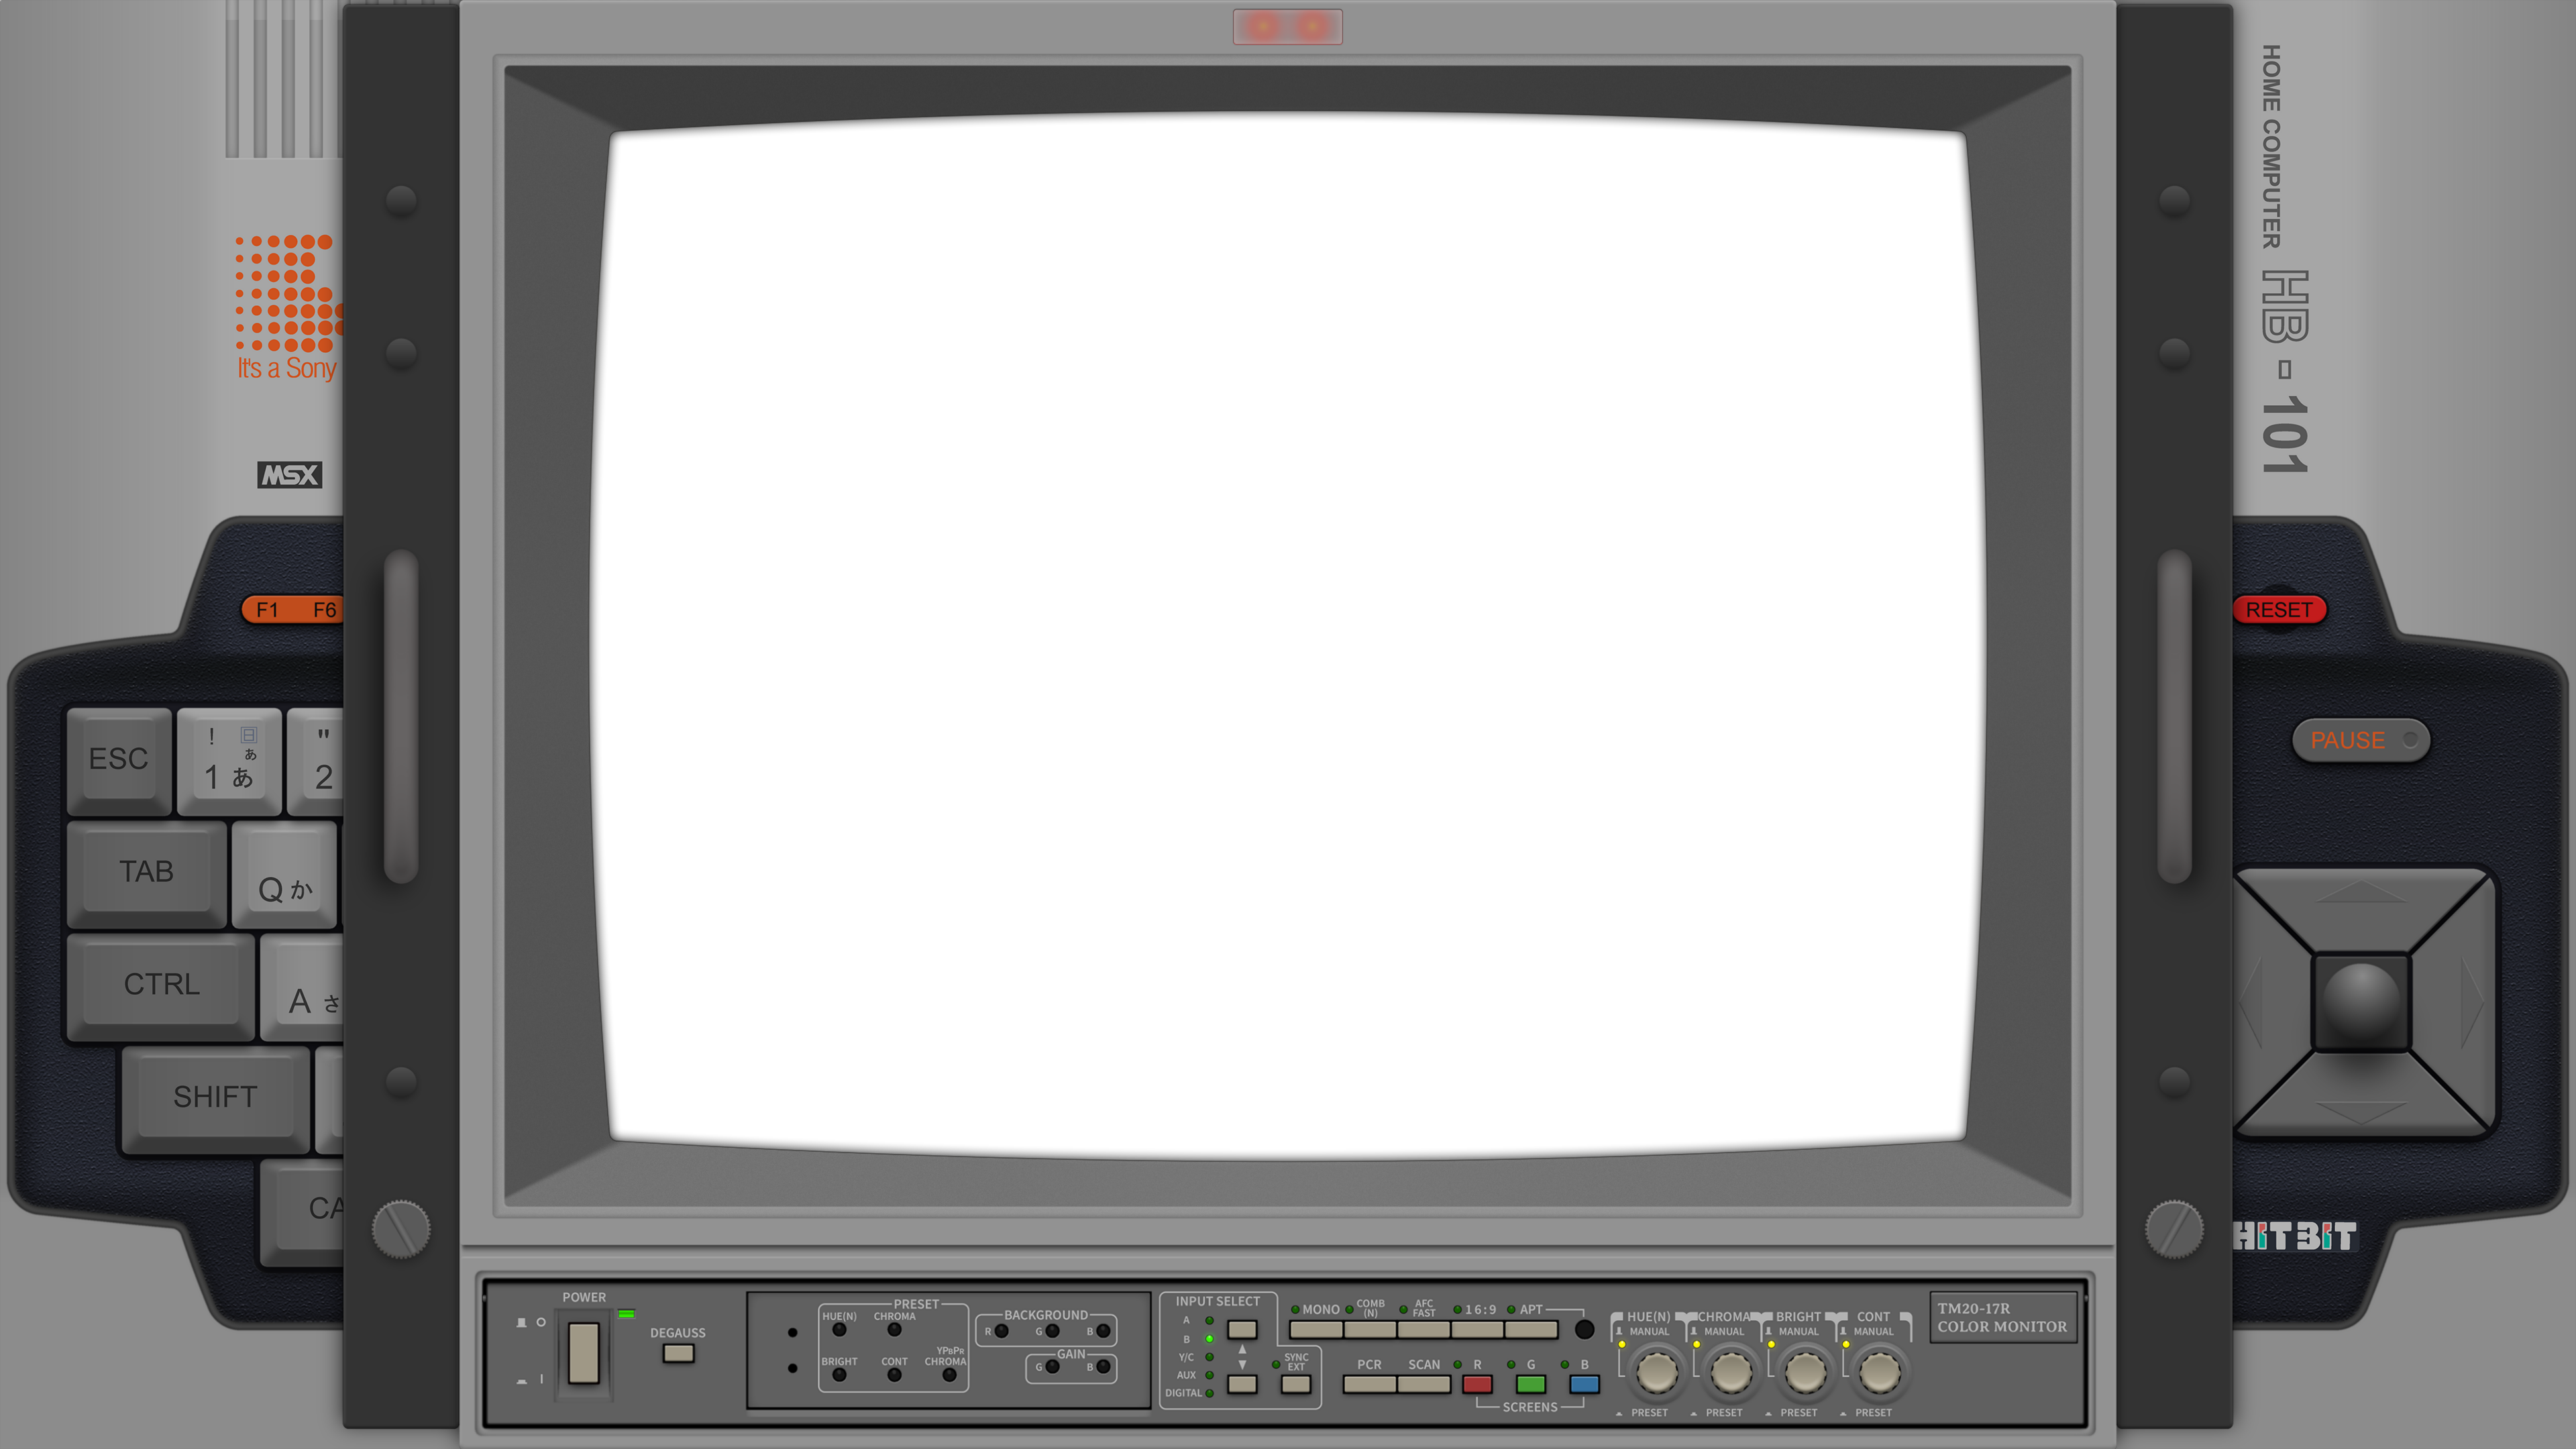 It's a Sony
MSX
HOME COMPUTER HB-101
F1 F6
RESET
PAUSE
ESC
! 日 あ
1 あ
"
2
TAB
Q か
CTRL
A さ
SHIFT
CA
HiTBiT
POWER
DEGAUSS
PRESET
HUE(N) CHROMA
BRIGHT CONT YPBPR CHROMA
BACKGROUND
R G B
GAIN
G B
INPUT SELECT
A
B
Y/C
AUX
DIGITAL
SYNC EXT
MONO COMB (N) AFC FAST 16:9 APT
PCR SCAN R G B
SCREENS
HUE(N) CHROMA BRIGHT CONT
MANUAL MANUAL MANUAL MANUAL
PRESET PRESET PRESET PRESET
TM20-17R
COLOR MONITOR